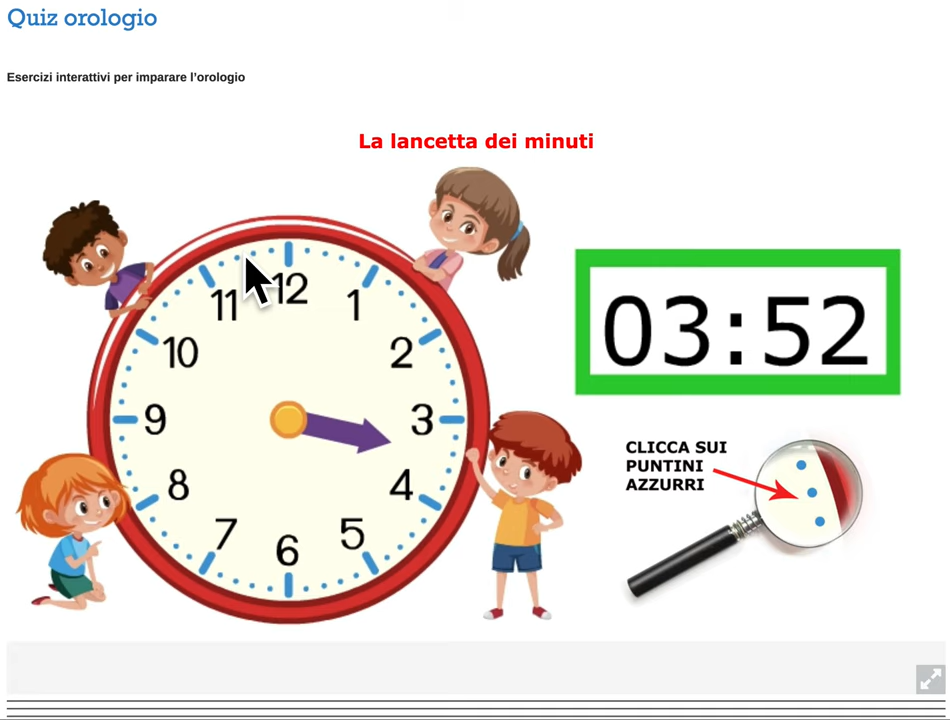 Quiz orologio
Esercizi interattivi per imparare l’orologio
La lancetta dei minuti
12
11
1
10
2
9
3
8
4
7
5
6
03:52
CLICCA SUI
PUNTINI
AZZURRI